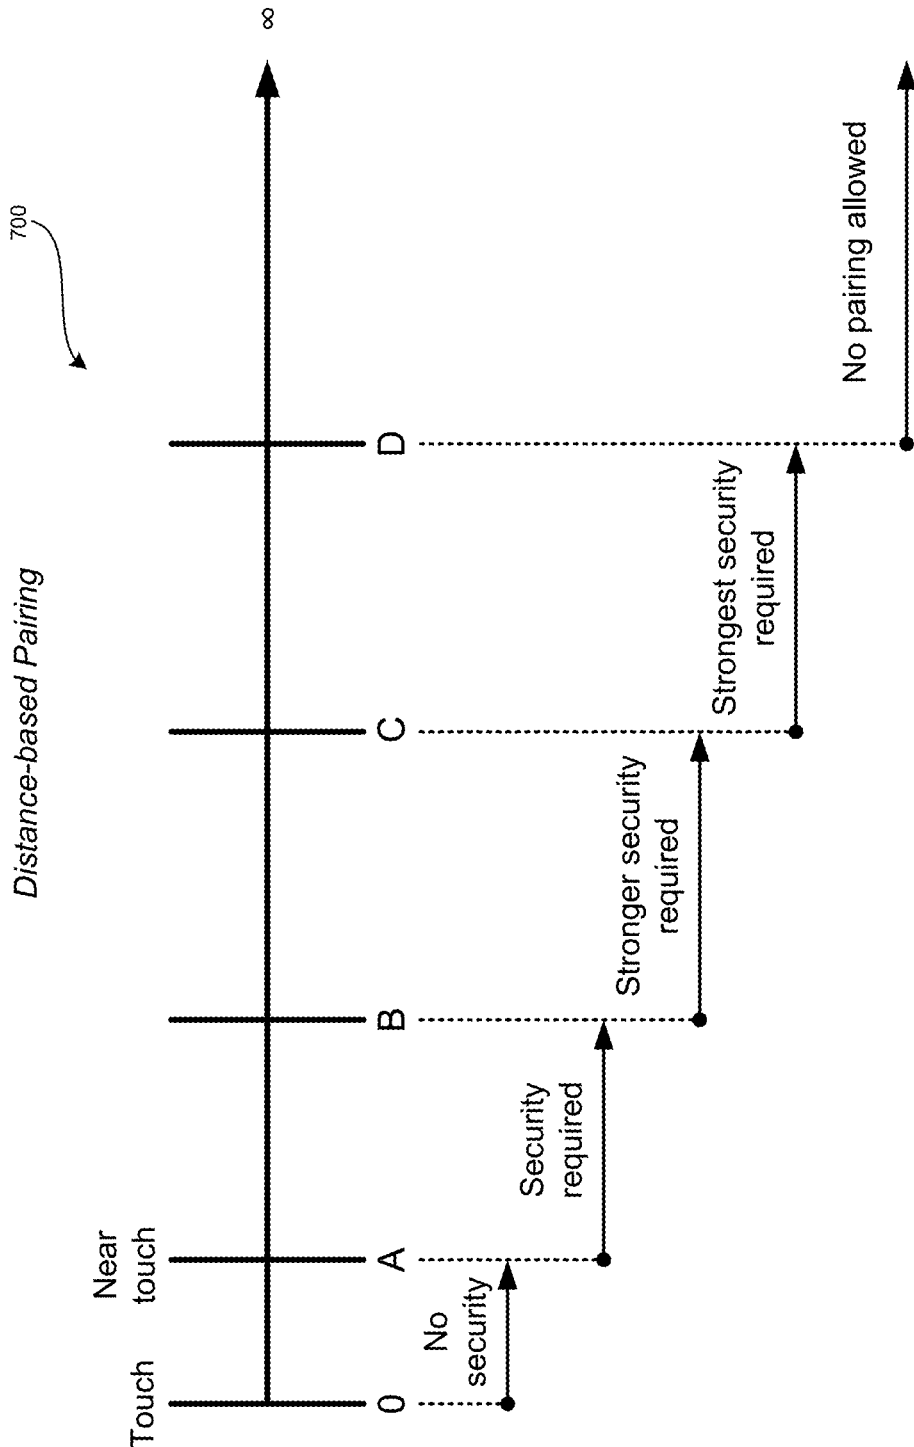 Distance-based Pairing
700
Touch
Near
touch
∞
0
A
B
C
D
No
security
Security
required
Stronger security
required
Strongest security
required
No pairing allowed